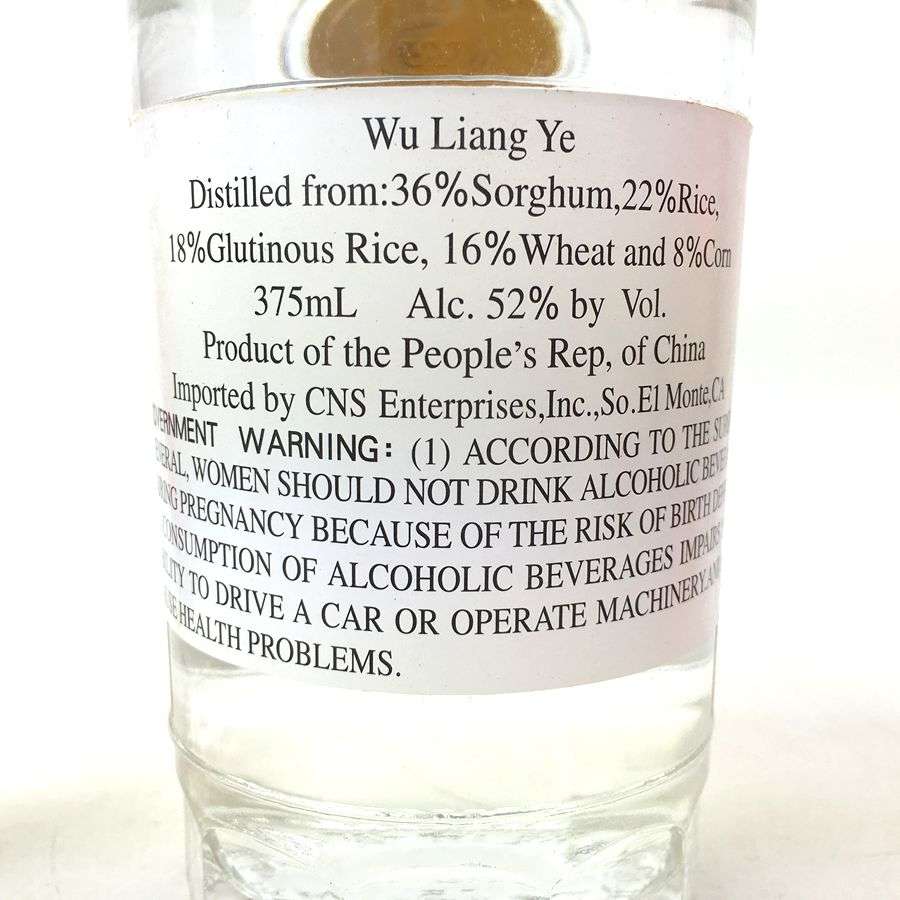 Wu Liang Ye
Distilled from:36%Sorghum,22%Rice,
18%Glutinous Rice, 16%Wheat and 8%Corn
375mL Alc. 52% by Vol.
Product of the People's Rep, of China
Imported by CNS Enterprises,Inc.,So.El Monte,CA
WARNING: (1) ACCORDING TO THE
WOMEN SHOULD NOT DRINK ALCOHOLIC
PREGNANCY BECAUSE OF THE RISK OF BIRTH
CONSUMPTION OF ALCOHOLIC BEVERAGES IMPAIRS
TO DRIVE A CAR OR OPERATE MACHINERY,
HEALTH PROBLEMS.